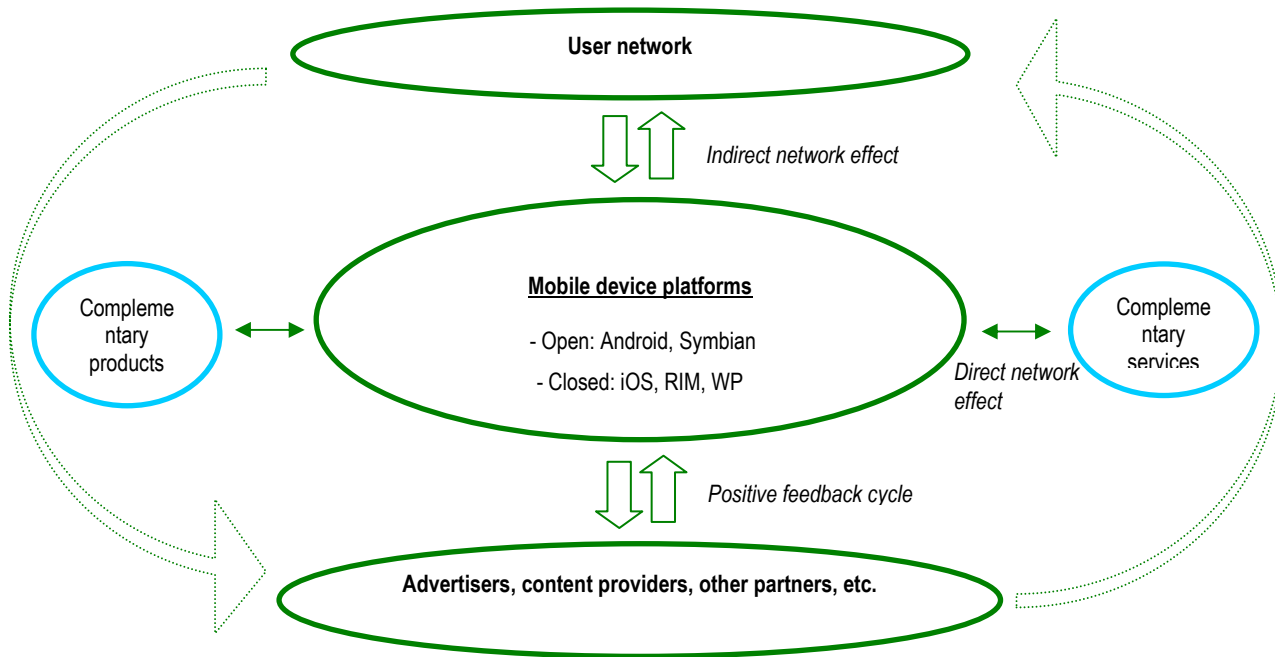 User network
Indirect network effect
Mobile device platforms
- Open: Android, Symbian
- Closed: iOS, RIM, WP
Compleme
ntary
products
Compleme
ntary
services
Direct network
effect
Positive feedback cycle
Advertisers, content providers, other partners, etc.